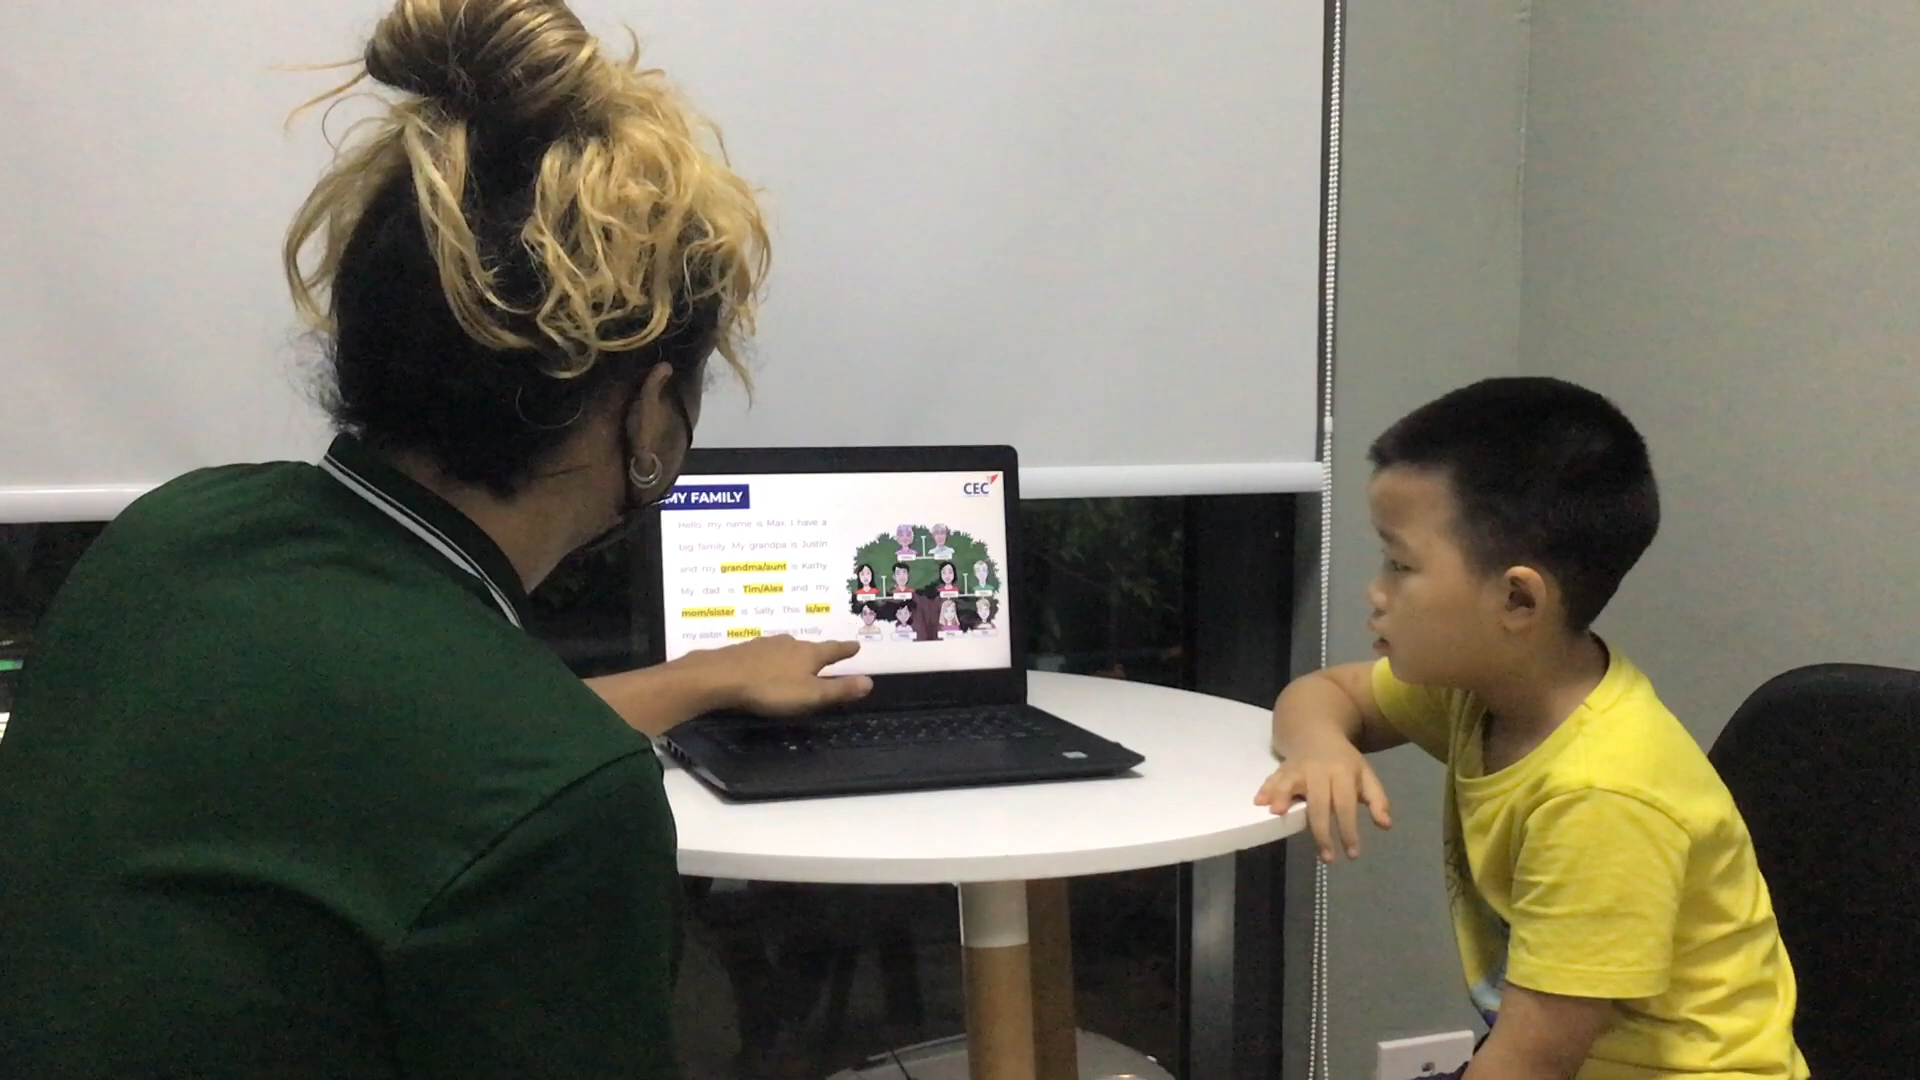 MY FAMILY
CEC
Hello, my name is Max. I have a
big family. My grandpa is Justin
and my grandma/aunt is Kathy
My dad is Tim/Alex and my
mom/sister is Sally. This is/are
my sister. Her/His name is Holly